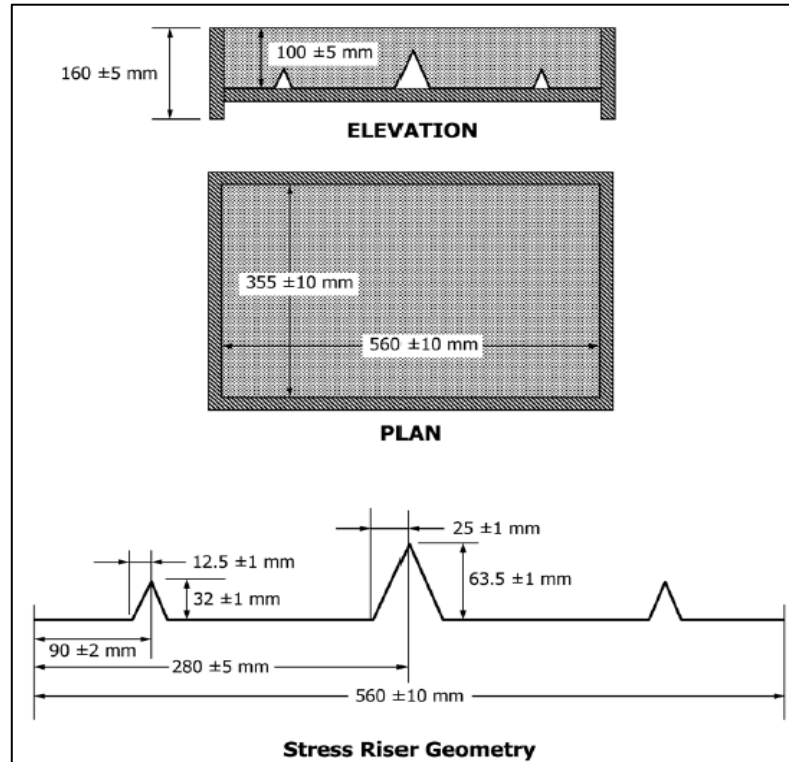 100 ±5 mm
160 ±5 mm
ELEVATION
355 ±10 mm
560 ±10 mm
PLAN
25 ±1 mm
12.5 ±1 mm
63.5 ±1 mm
32 ±1 mm
90 ±2 mm
280 ±5 mm
560 ±10 mm
Stress Riser Geometry